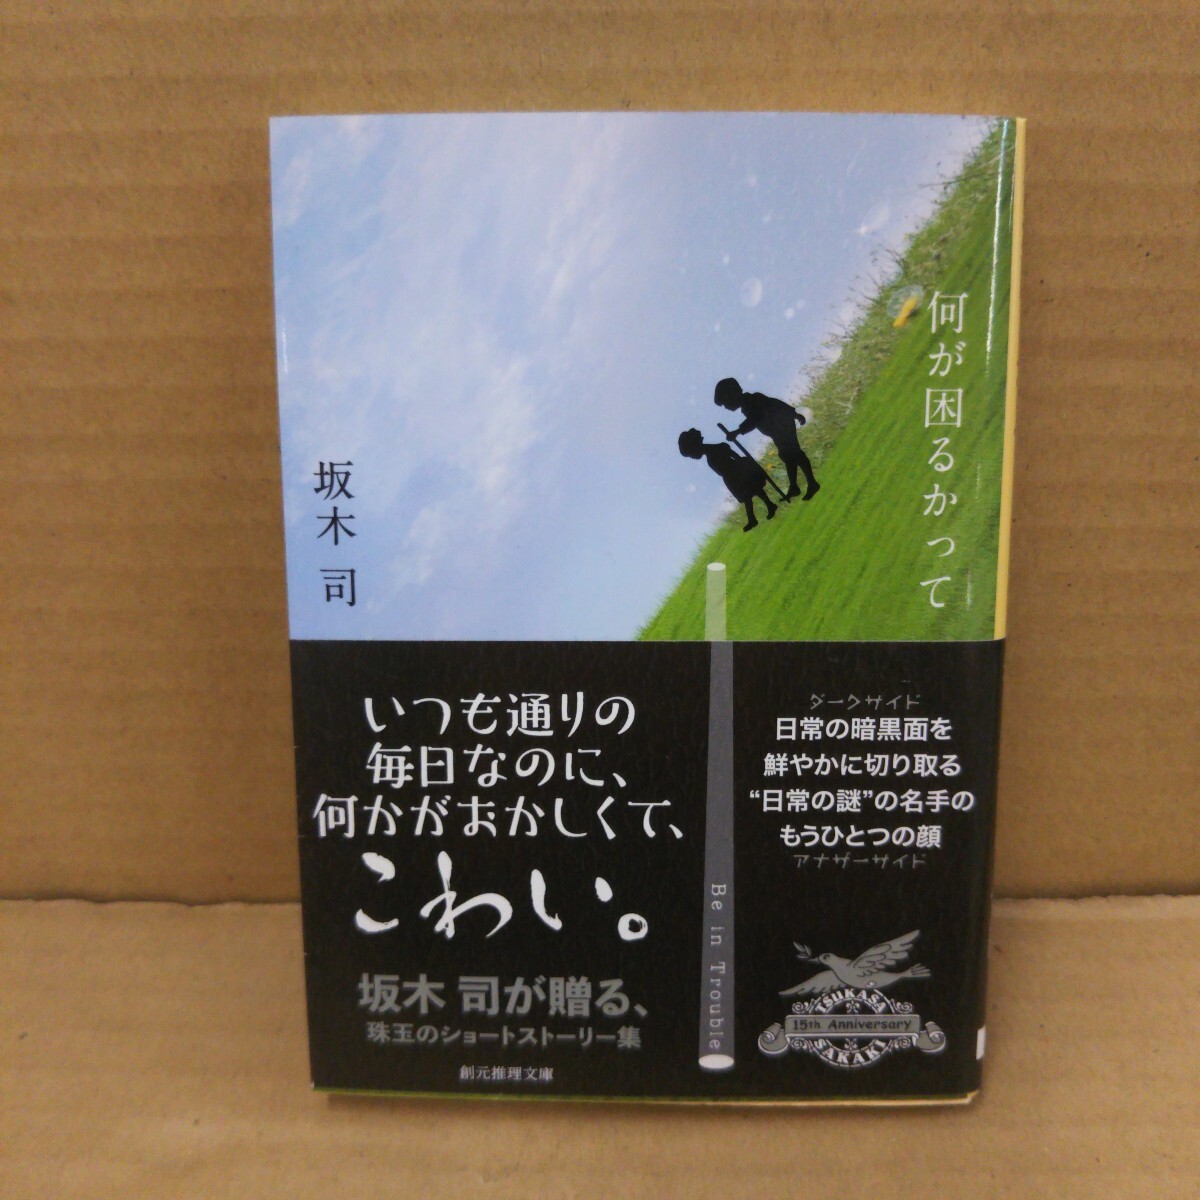 何が困るかって
坂木 司
いつも通りの
毎日なのに、
何かがおかしくて、
こわい。
坂木 司が贈る、
珠玉のショートストーリー集
創元推理文庫
Be in Trouble
ダークサイド
日常の暗黒面を
鮮やかに切り取る
“日常の謎”の名手の
もうひとつの顔
アナザーサイド
TSUKASA
15th Anniversary
SAKAKI